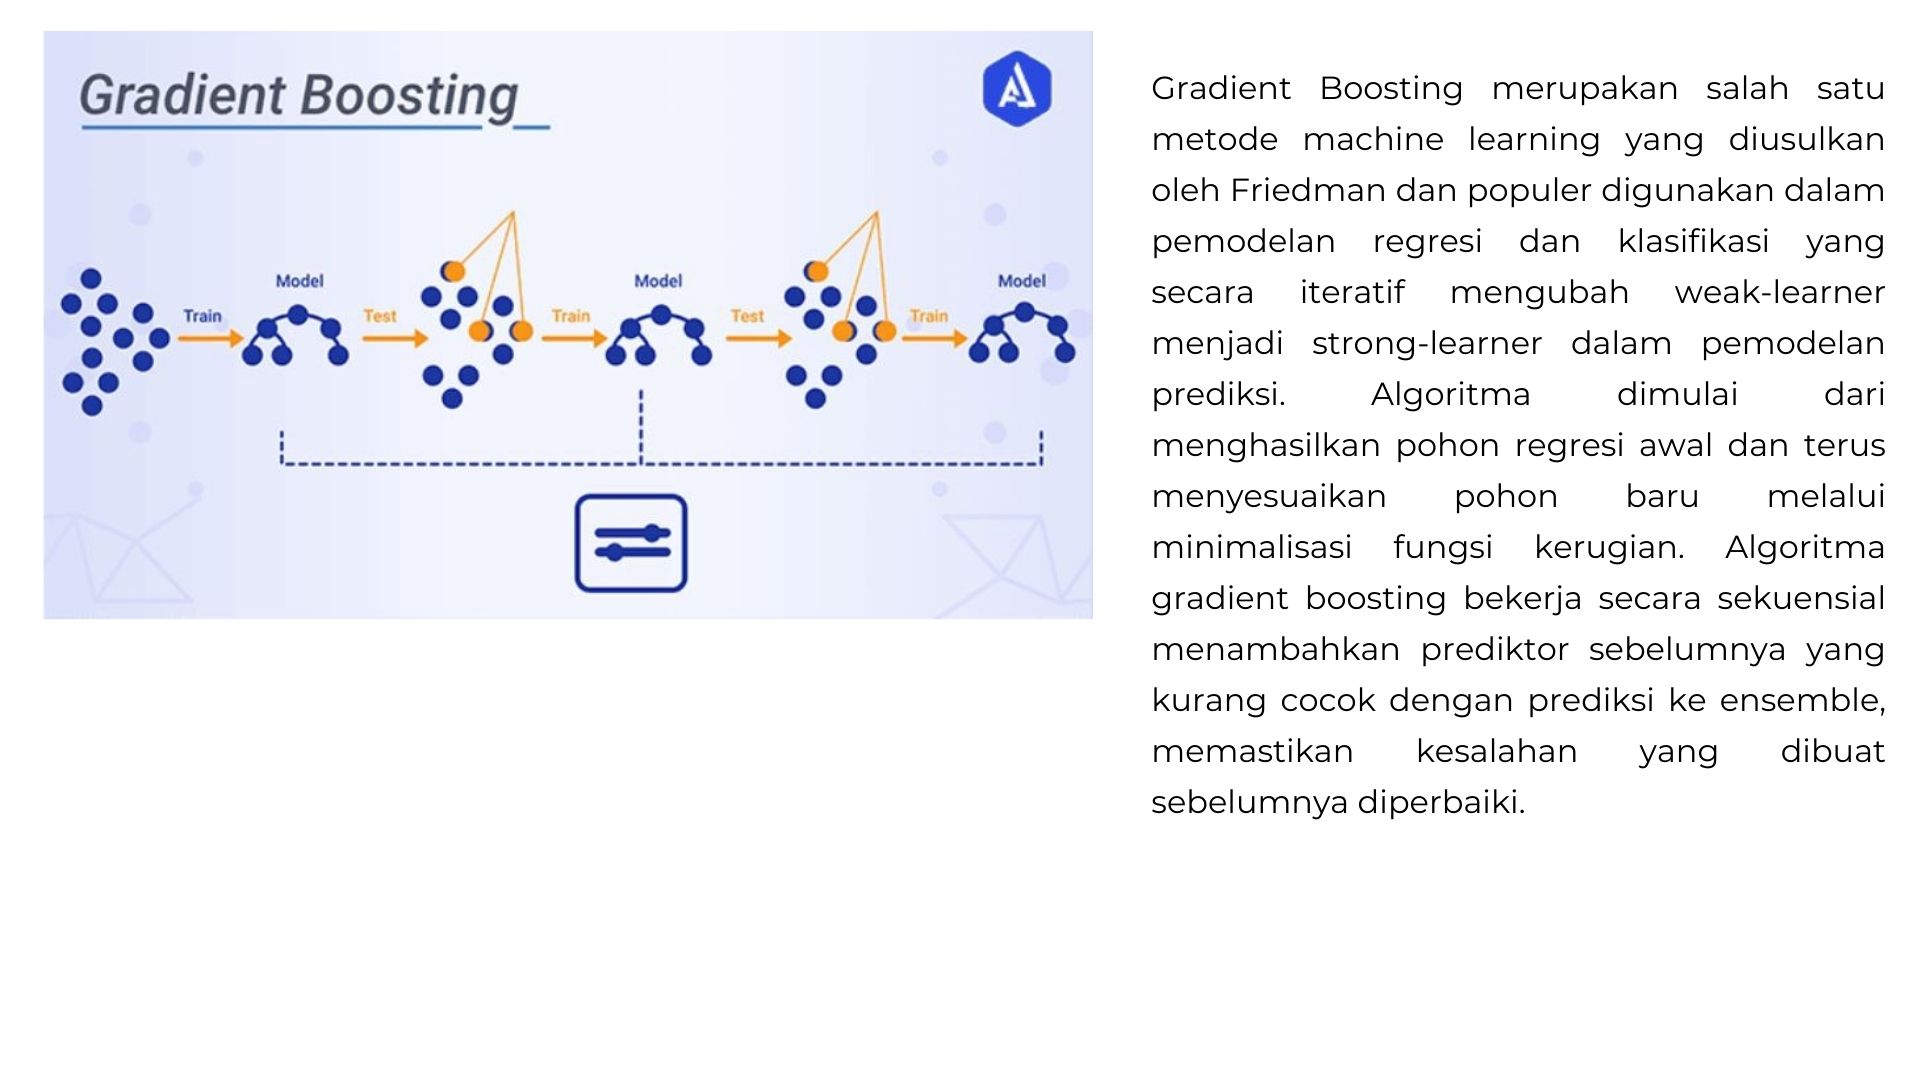 Gradient Boosting
Model
Model
Model
Train
Test
Train
Test
Train
Gradient Boosting merupakan salah satu
metode machine learning yang diusulkan
oleh Friedman dan populer digunakan dalam
pemodelan regresi dan klasifikasi yang
secara iteratif mengubah weak-learner
menjadi strong-learner dalam pemodelan
prediksi. Algoritma dimulai dari
menghasilkan pohon regresi awal dan terus
menyesuaikan pohon baru melalui
minimalisasi fungsi kerugian. Algoritma
gradient boosting bekerja secara sekuensial
menambahkan prediktor sebelumnya yang
kurang cocok dengan prediksi ke ensemble,
memastikan kesalahan yang dibuat
sebelumnya diperbaiki.